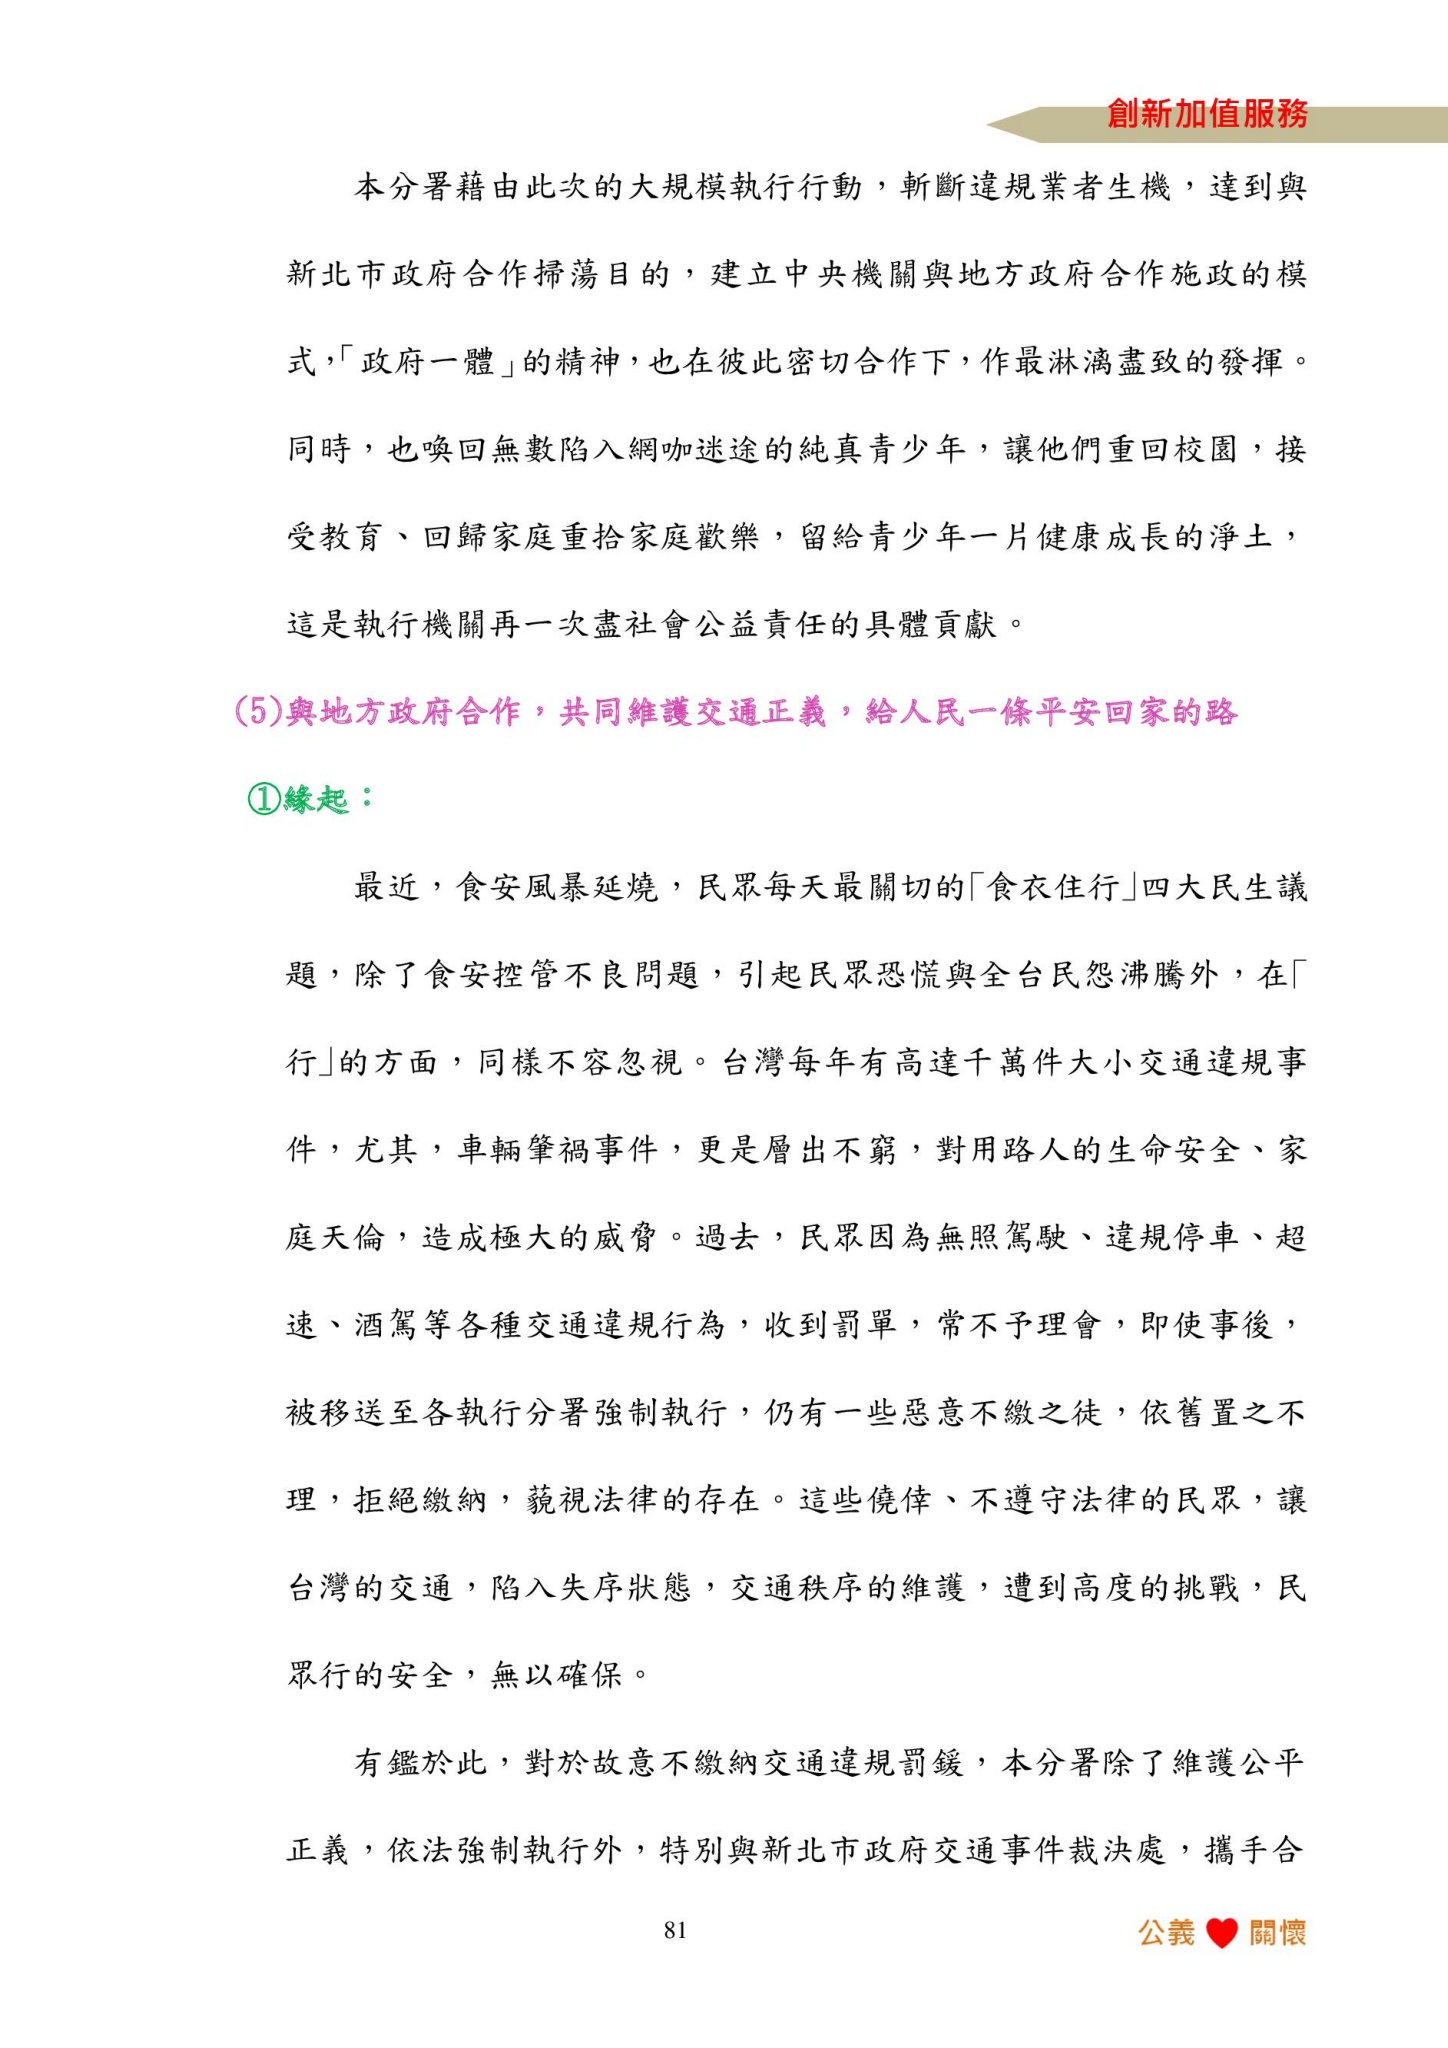 創新加值服務
本分署藉由此次的大規模執行行動，斬斷違規業者生機，達到與
新北市政府合作掃蕩目的，建立中央機關與地方政府合作施政的模
式，「政府一體」的精神，也在彼此密切合作下，作最淋漓盡致的發揮。
同時，也喚回無數陷入網咖迷途的純真青少年，讓他們重回校園，接
受教育、回歸家庭重拾家庭歡樂，留給青少年一片健康成長的淨土，
這是執行機關再一次盡社會公益責任的具體貢獻。
(5)與地方政府合作，共同維護交通正義，給人民一條平安回家的路
①緣起：
最近，食安風暴延燒，民眾每天最關切的「食衣住行」四大民生議
題，除了食安控管不良問題，引起民眾恐慌與全台民怨沸騰外，在「
行」的方面，同樣不容忽視。台灣每年有高達千萬件大小交通違規事
件，尤其，車輛肇禍事件，更是層出不窮，對用路人的生命安全、家
庭天倫，造成極大的威脅。過去，民眾因為無照駕駛、違規停車、超
速、酒駕等各種交通違規行為，收到罰單，常不予理會，即使事後，
被移送至各執行分署強制執行，仍有一些惡意不繳之徒，依舊置之不
理，拒絕繳納，藐視法律的存在。這些僥倖、不遵守法律的民眾，讓
台灣的交通，陷入失序狀態，交通秩序的維護，遭到高度的挑戰，民
眾行的安全，無以確保。
有鑑於此，對於故意不繳納交通違規罰鍰，本分署除了維護公平
正義，依法強制執行外，特別與新北市政府交通事件裁決處，攜手合
81
公義 關懷